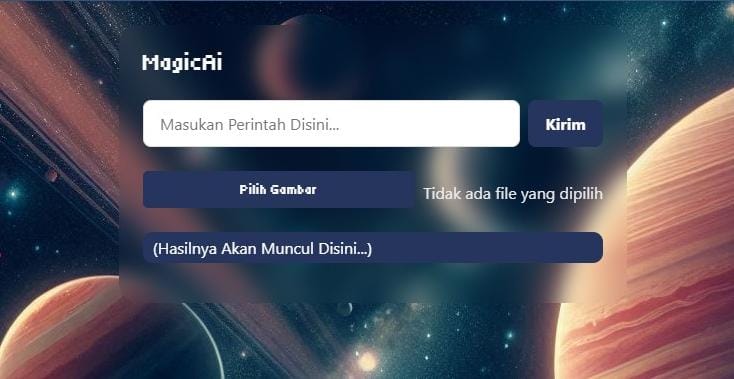 MagicAi
Masukan Perintah Disini...
Kirim
Pilih Gambar
Tidak ada file yang dipilih
(Hasilnya Akan Muncul Disini...)